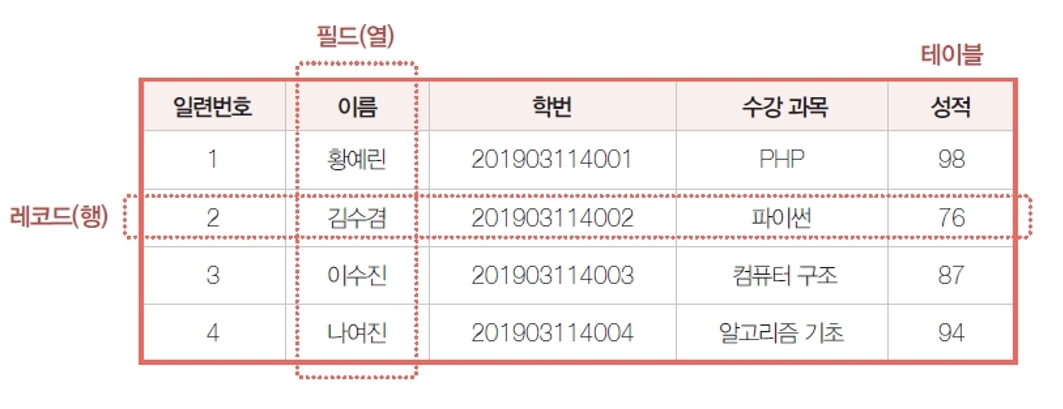 필드(열)
테이블
일련번호 이름 학번 수강 과목 성적
1 황예린 201903114001 PHP 98
레코드(행) 2 김수겸 201903114002 파이썬 76
3 이수진 201903114003 컴퓨터 구조 87
4 나여진 201903114004 알고리즘 기초 94